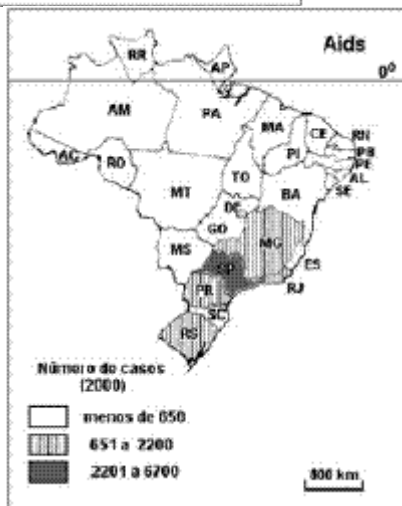 Aids
0º
RR
AP
AM
PA
MA
CE
RN
PB
PE
AL
SE
PI
AC
RO
TO
BA
MT
DF
GO
MG
MS
ES
SP
RJ
PR
SC
RS
Número de casos
(2000)
menos de 650
651 a 2200
2201 a 6700
800 km